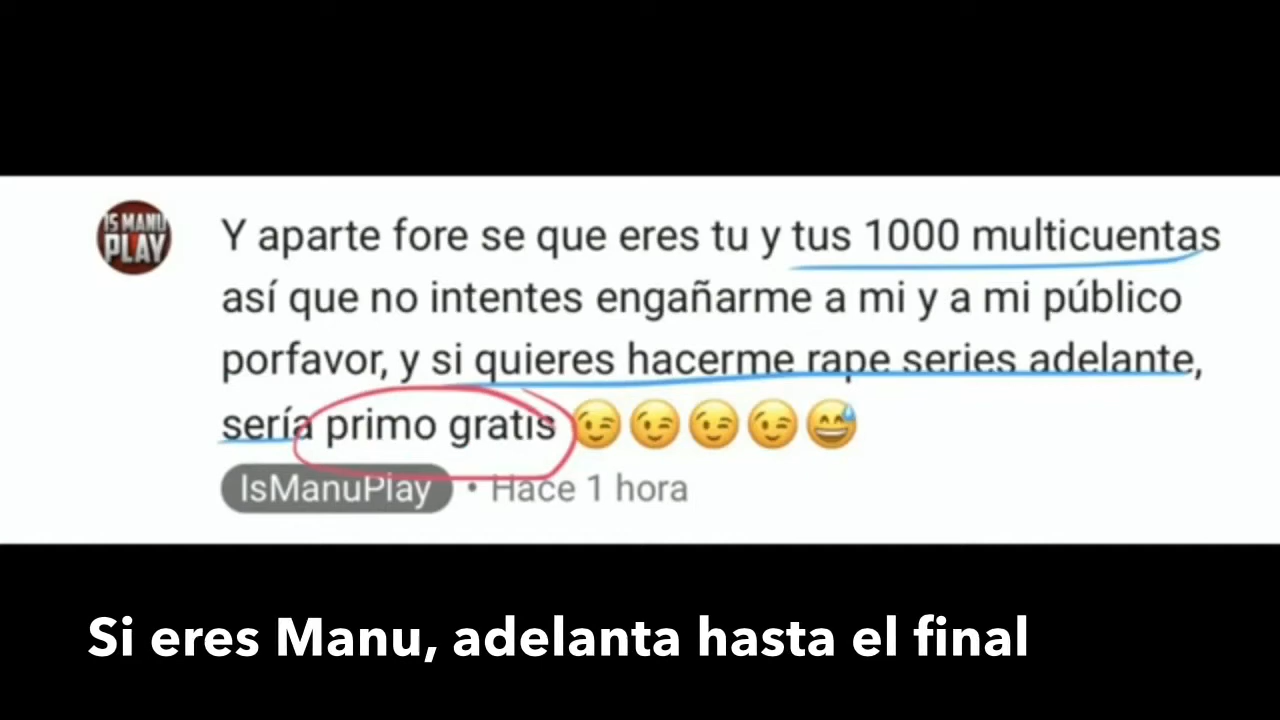 IS MANU
PLAY
Y aparte fore se que eres tu y tus 1000 multicuentas
así que no intentes engañarme a mi y a mi público
porfavor, y si quieres hacerme rape series adelante,
sería primo gratis 😉😉😉😉😅
IsManuPlay • Hace 1 hora
Si eres Manu, adelanta hasta el final